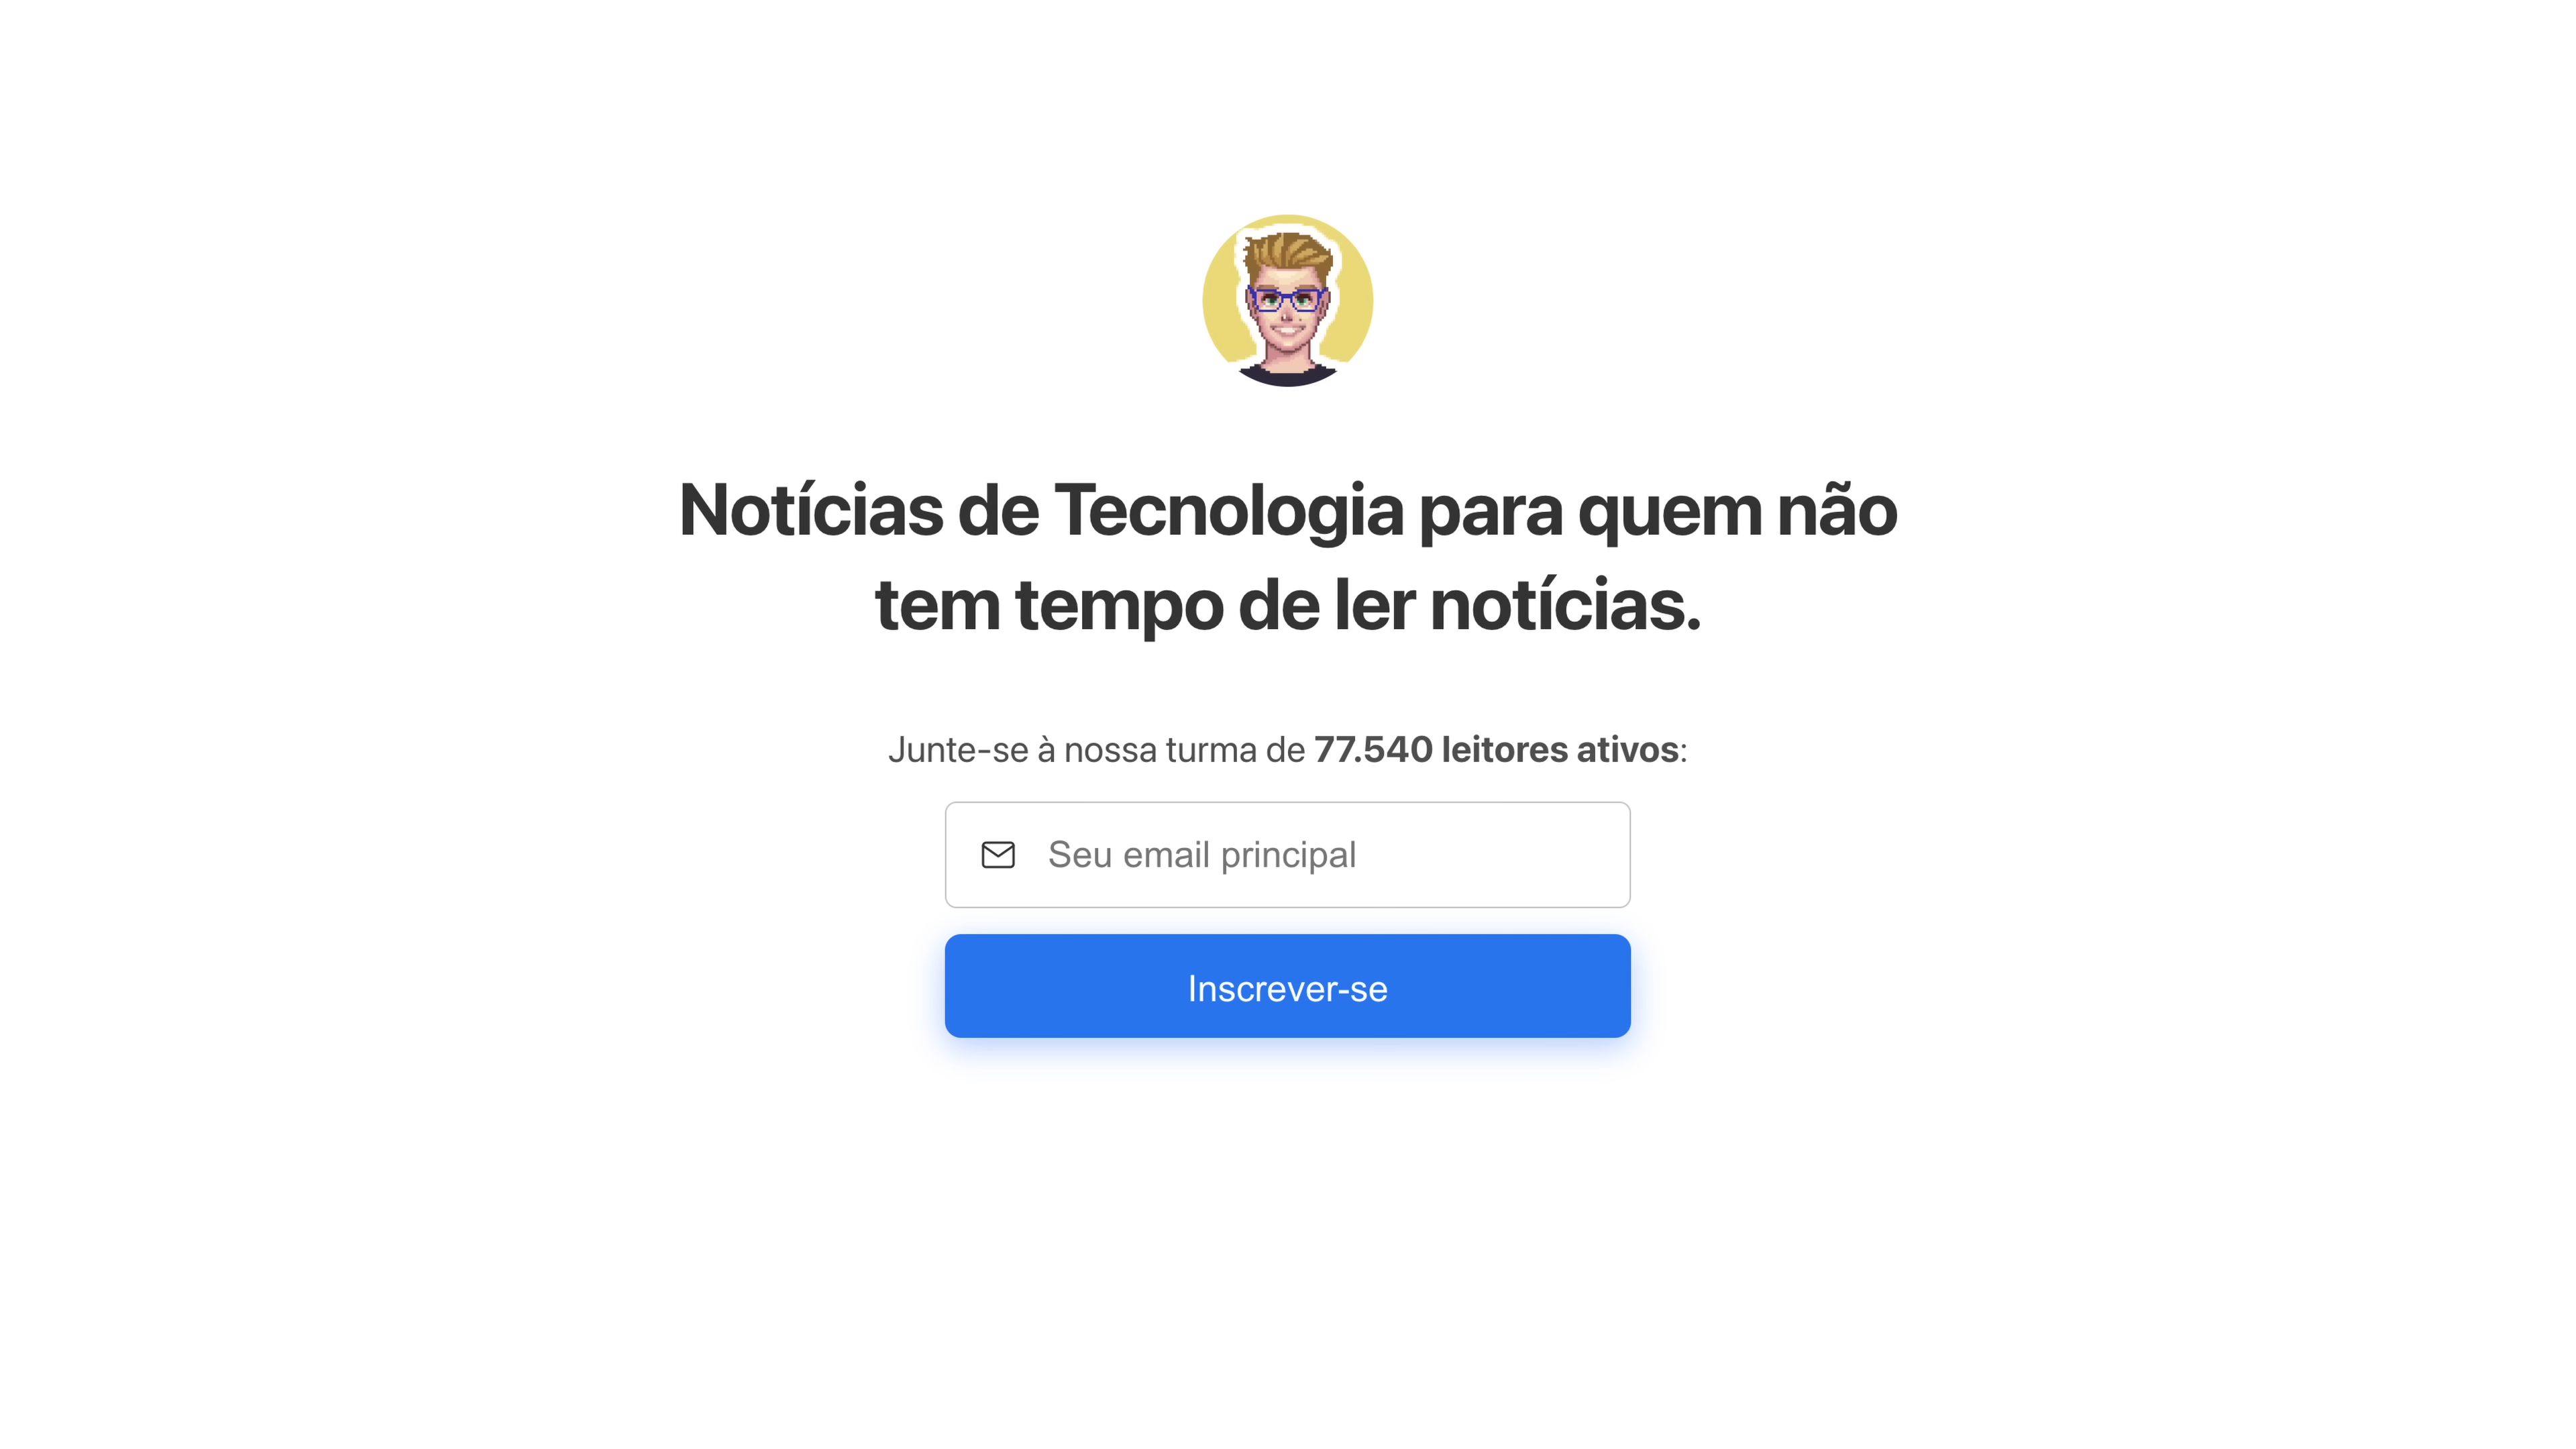 Notícias de Tecnologia para quem não
tem tempo de ler notícias.
Junte-se à nossa turma de 77.540 leitores ativos:
Seu email principal
Inscrever-se